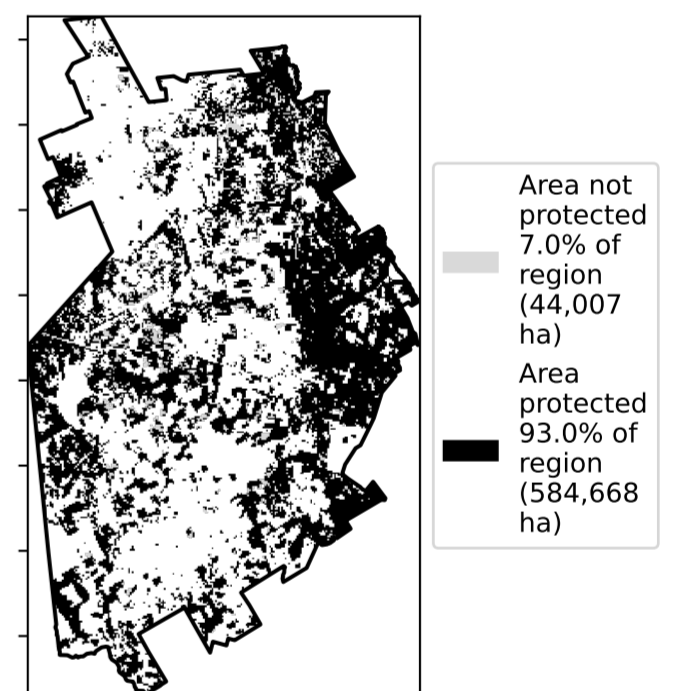 Area not
protected
7.0% of
region
(44,007
ha)
Area
protected
93.0% of
region
(584,668
ha)